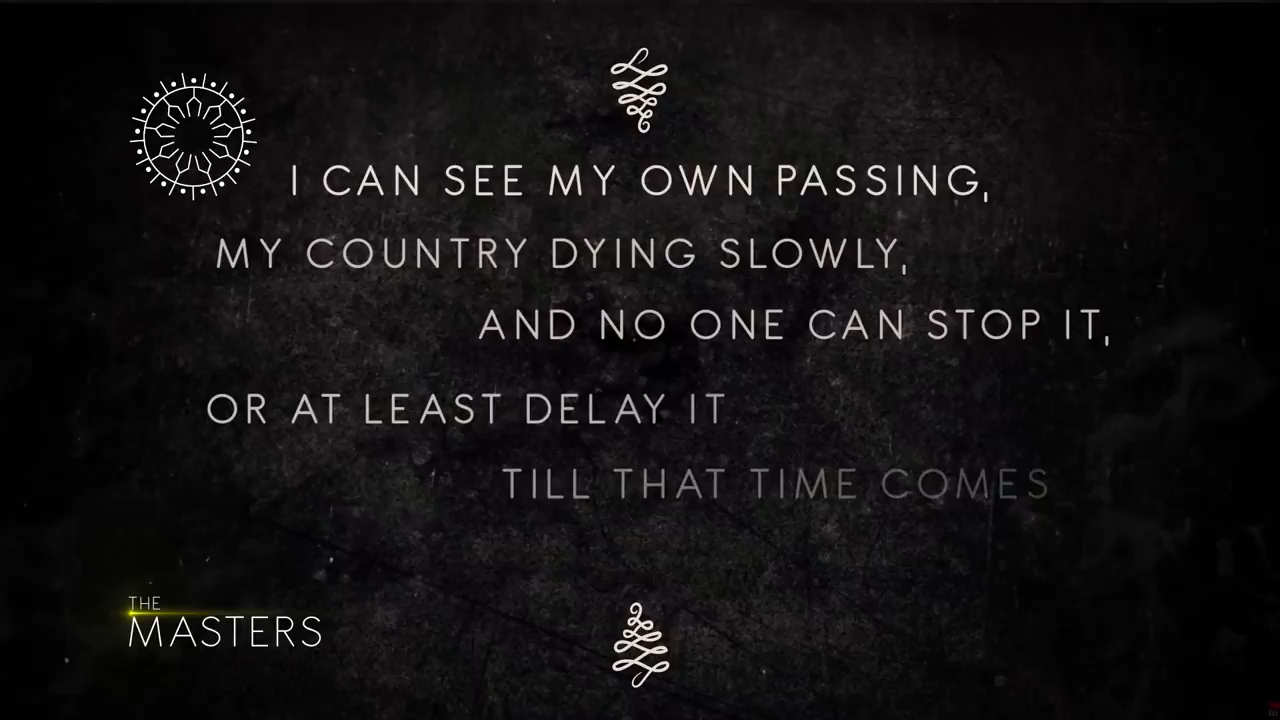 I CAN SEE MY OWN PASSING,
MY COUNTRY DYING SLOWLY,
AND NO ONE CAN STOP IT,
OR AT LEAST DELAY IT
TILL THAT TIME COMES
THE
MASTERS